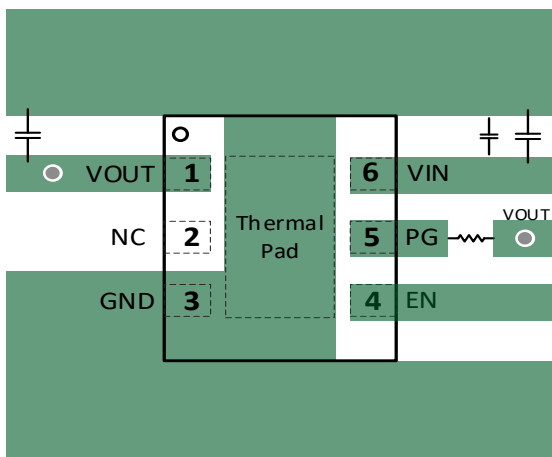 VOUT 1
6 VIN
NC 2
Thermal
Pad
5 PG
VOUT
GND 3
4 EN